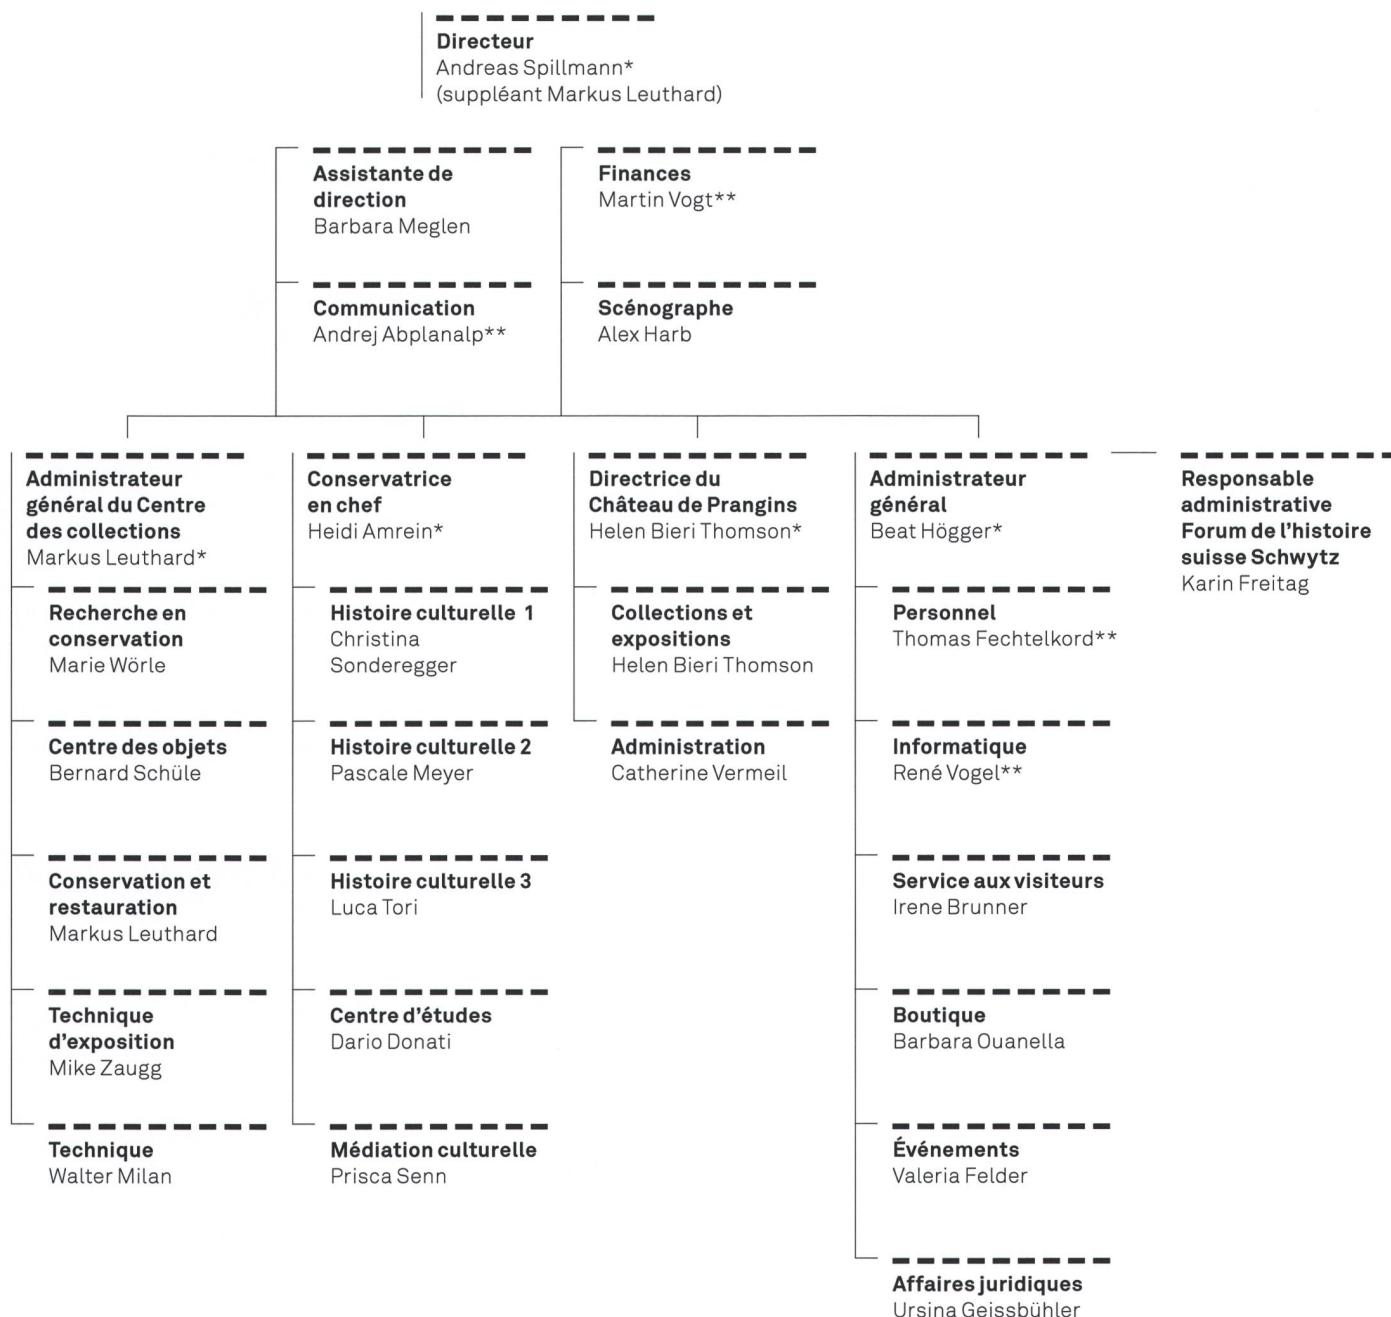 Directeur
Andreas Spillmann*
(suppléant Markus Leuthard)
Assistante de
direction
Barbara Meglen
Finances
Martin Vogt**
Communication
Andrej Abplanalp**
Scénographe
Alex Harb
Administrateur
général du Centre
des collections
Markus Leuthard*
Recherche en
conservation
Marie Wörle
Centre des objets
Bernard Schüle
Conservation et
restauration
Markus Leuthard
Technique
d’exposition
Mike Zaugg
Technique
Walter Milan
Conservatrice
en chef
Heidi Amrein*
Histoire culturelle 1
Christina
Sonderegger
Histoire culturelle 2
Pascale Meyer
Histoire culturelle 3
Luca Tori
Centre d’études
Dario Donati
Médiation culturelle
Prisca Senn
Directrice du
Château de Prangins
Helen Bieri Thomson*
Collections et
expositions
Helen Bieri Thomson
Administration
Catherine Vermeil
Administrateur
général
Beat Högger*
Personnel
Thomas Fechtelkord**
Informatique
René Vogel**
Service aux visiteurs
Irene Brunner
Boutique
Barbara Ouanella
Événements
Valeria Felder
Affaires juridiques
Ursina Geissbühler
Responsable
administrative
Forum de l’histoire
suisse Schwytz
Karin Freitag